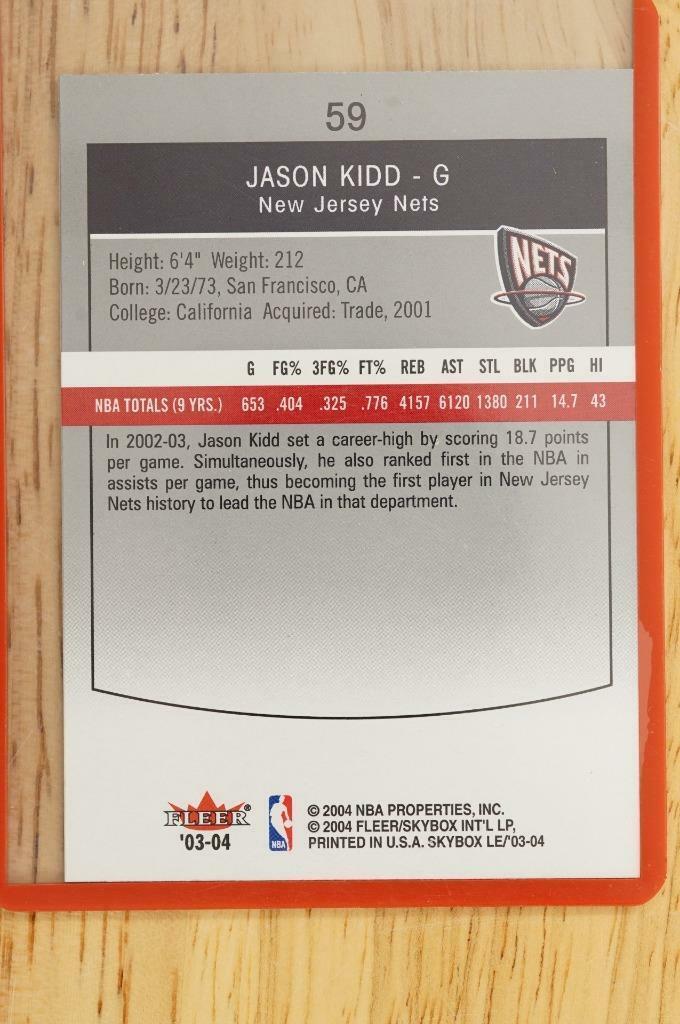 59
JASON KIDD - G
New Jersey Nets
NETS
Height: 6'4" Weight: 212
Born: 3/23/73, San Francisco, CA
College: California Acquired: Trade, 2001
G FG% 3FG% FT% REB AST STL BLK PPG HI
NBA TOTALS (9 YRS.) 653 .404 .325 .776 4157 6120 1380 211 14.7 43
In 2002-03, Jason Kidd set a career-high by scoring 18.7 points
per game. Simultaneously, he also ranked first in the NBA in
assists per game, thus becoming the first player in New Jersey
Nets history to lead the NBA in that department.
FLEER®
'03-04
NBA
© 2004 NBA PROPERTIES, INC.
© 2004 FLEER/SKYBOX INT'L LP,
PRINTED IN U.S.A. SKYBOX LE/'03-04